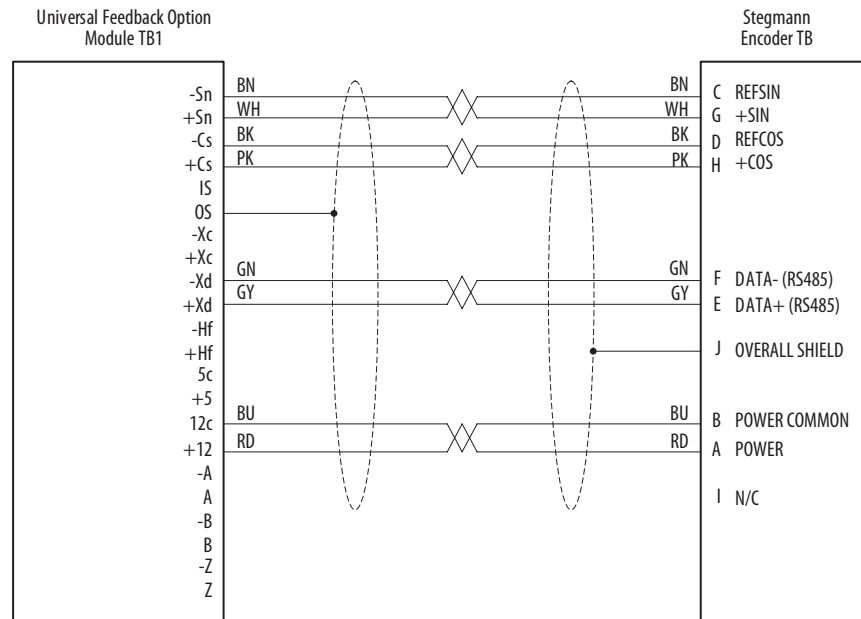 Universal Feedback Option
Module TB1
Stegmann
Encoder TB
-Sn BN BN C REFSIN
+Sn WH WH G +SIN
-Cs BK BK D REFCOS
+Cs PK PK H +COS
IS
OS
-Xc
+Xc
-Xd GN GN F DATA- (RS485)
+Xd GY GY E DATA+ (RS485)
-Hf
+Hf J OVERALL SHIELD
5c
+5
12c BU BU B POWER COMMON
+12 RD RD A POWER
-A
A I N/C
-B
B
-Z
Z